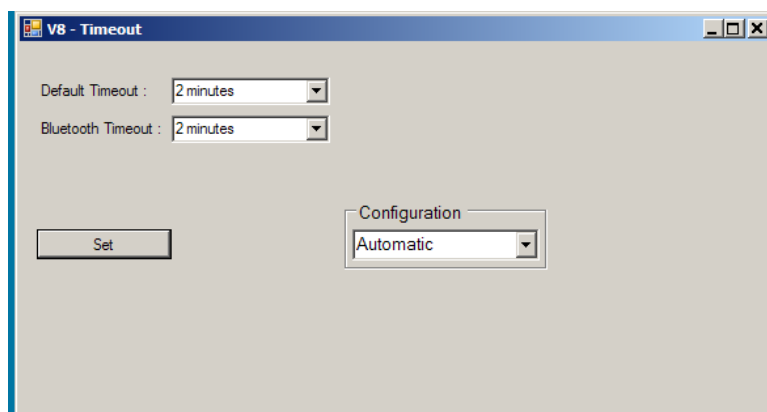 V8 - Timeout
Default Timeout : 2 minutes
Bluetooth Timeout : 2 minutes
Configuration
Set Automatic